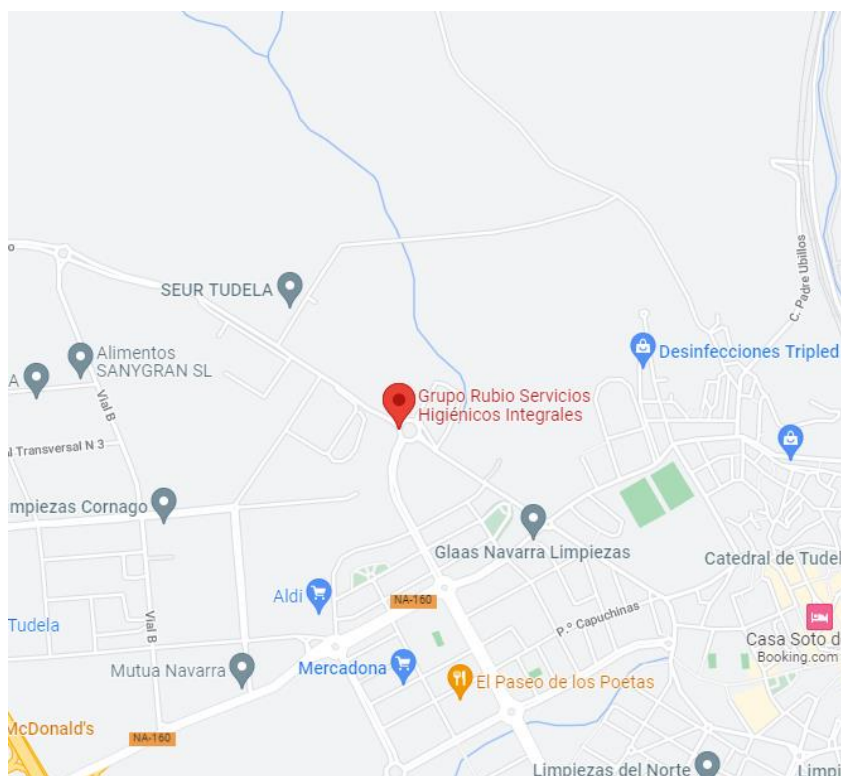 o
C. Padre Ubillos
SEUR TUDELA
Alimentos
SANYGRAN SL
Desinfecciones Tripled
A
Vial B
Grupo Rubio Servicios
Higiénicos Integrales
Transversal N 3
mpiezas Cornago
Glaas Navarra Limpiezas
Catedral de Tudel
Aldi
NA-160
P.º Capuchinas
Tudela
Vial B
Casa Soto d
Booking.com
Mutua Navarra
Mercadona
El Paseo de los Poetas
McDonald's
NA-160
Limpiezas del Norte
Limpi